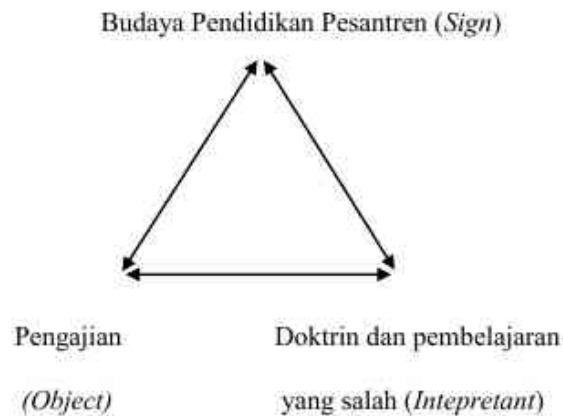 Budaya Pendidikan Pesantren (Sign)
Pengajian Doktrin dan pembelajaran
(Object) yang salah (Intepretant)